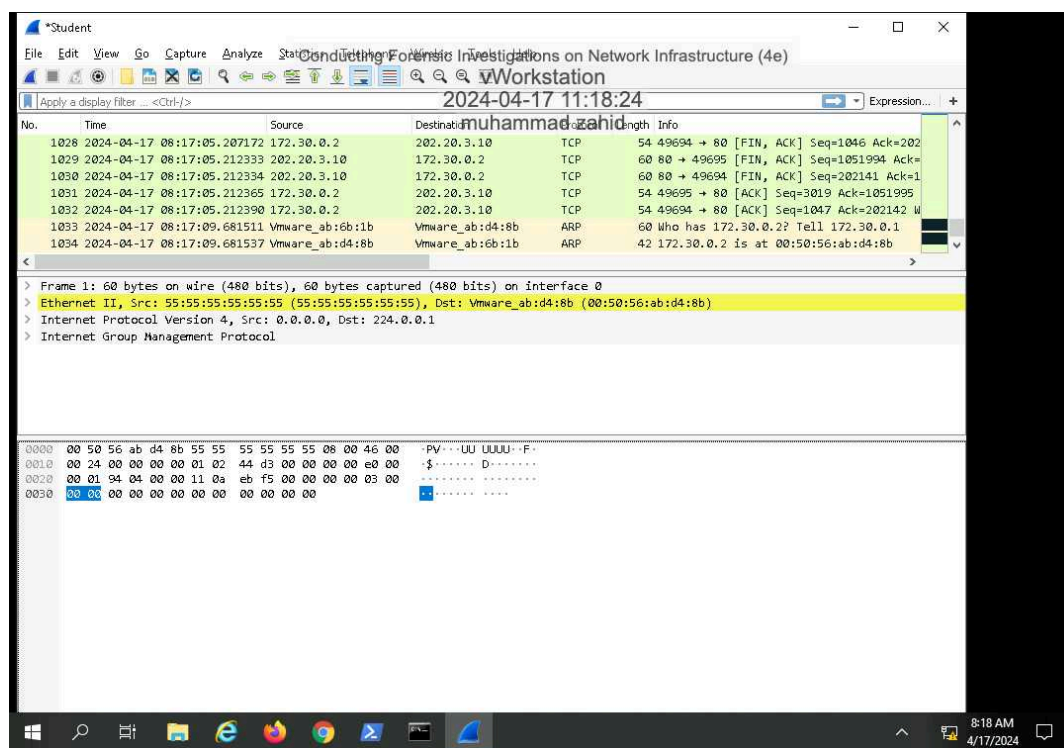 *Student
File Edit View Go Capture Analyze Statistics Telephony Wireless Tools Help
Conducting Forensic Investigations on Network Infrastructure (4e)
vWorkstation
2024-04-17 11:18:24
muhammad zahid
Apply a display filter ... <Ctrl-/> Expression... +
No. Time Source Destination Protocol Length Info
1028 2024-04-17 08:17:05.207172 172.30.0.2 202.20.3.10 TCP 54 49694 → 80 [FIN, ACK] Seq=1046 Ack=202
1029 2024-04-17 08:17:05.212333 202.20.3.10 172.30.0.2 TCP 60 80 → 49695 [FIN, ACK] Seq=1051994 Ack=
1030 2024-04-17 08:17:05.212334 202.20.3.10 172.30.0.2 TCP 60 80 → 49694 [FIN, ACK] Seq=202141 Ack=1
1031 2024-04-17 08:17:05.212365 172.30.0.2 202.20.3.10 TCP 54 49695 → 80 [ACK] Seq=3019 Ack=1051995
1032 2024-04-17 08:17:05.212390 172.30.0.2 202.20.3.10 TCP 54 49694 → 80 [ACK] Seq=1047 Ack=202142 W
1033 2024-04-17 08:17:09.681511 Vmware_ab:6b:1b Vmware_ab:d4:8b ARP 60 Who has 172.30.0.2? Tell 172.30.0.1
1034 2024-04-17 08:17:09.681537 Vmware_ab:d4:8b Vmware_ab:6b:1b ARP 42 172.30.0.2 is at 00:50:56:ab:d4:8b
> Frame 1: 60 bytes on wire (480 bits), 60 bytes captured (480 bits) on interface 0
> Ethernet II, Src: 55:55:55:55:55:55 (55:55:55:55:55:55), Dst: Vmware_ab:d4:8b (00:50:56:ab:d4:8b)
> Internet Protocol Version 4, Src: 0.0.0.0, Dst: 224.0.0.1
> Internet Group Management Protocol
0000 00 50 56 ab d4 8b 55 55 55 55 55 55 08 00 46 00 ·PV···UU UUUU··F·
0010 00 24 00 00 00 00 01 02 44 d3 00 00 00 00 e0 00 ·$······ D·······
0020 00 01 94 04 00 00 11 0a eb f5 00 00 00 00 03 00 ········ ········
0030 00 00 00 00 00 00 00 00 00 00 00 00 ········ ····
8:18 AM
4/17/2024